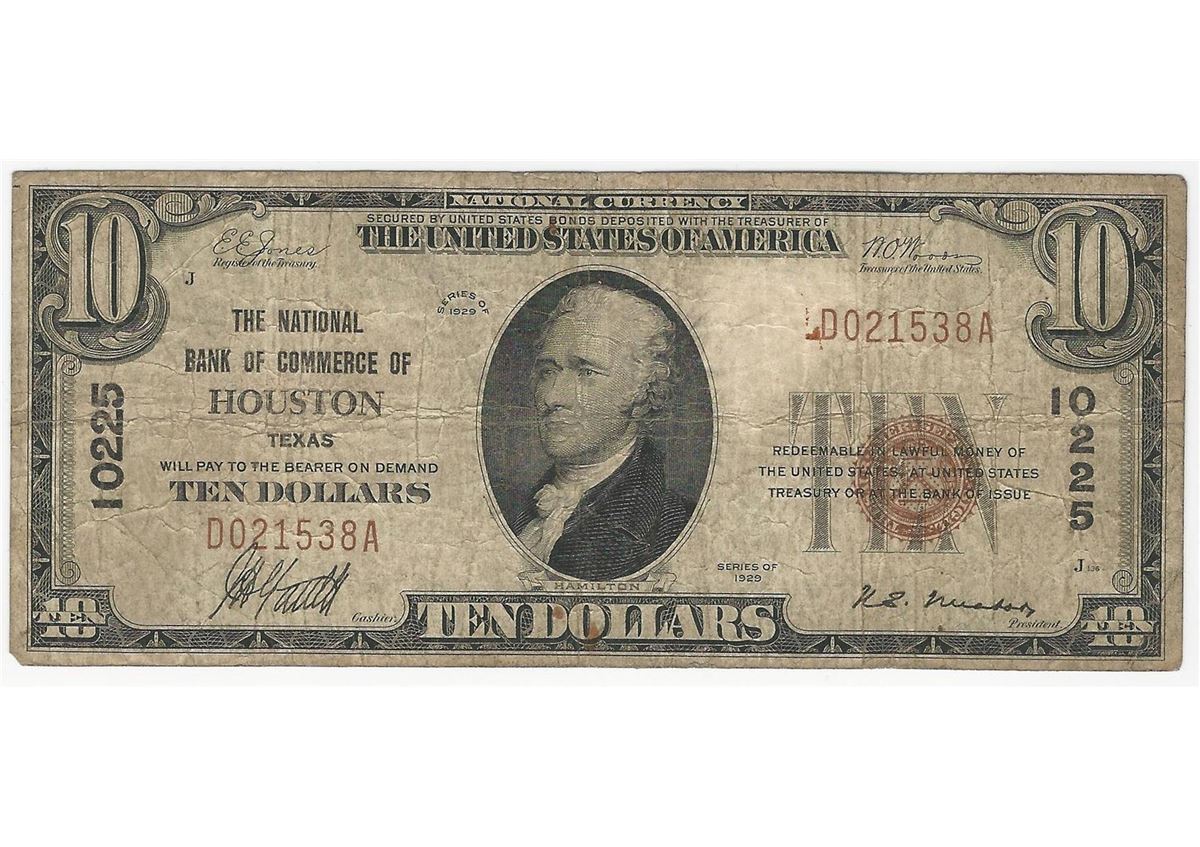 NATIONAL CURRENCY
SECURED BY UNITED STATES BONDS DEPOSITED WITH THE TREASURER OF
THE UNITED STATES OF AMERICA
10
10
E E Jones
Register of the Treasury.
W. O. Woods
Treasurer of the United States.
J
SERIES OF
1929
THE NATIONAL
BANK OF COMMERCE OF
HOUSTON
TEXAS
WILL PAY TO THE BEARER ON DEMAND
TEN DOLLARS
D021538A
10225
D021538A
TEN
REDEEMABLE IN LAWFUL MONEY OF
THE UNITED STATES AT UNITED STATES
TREASURY OR AT THE BANK OF ISSUE
10225
J 136
SERIES OF
1929
HAMILTON
Cashier.
President.
10
TEN
TEN DOLLARS
10
TEN